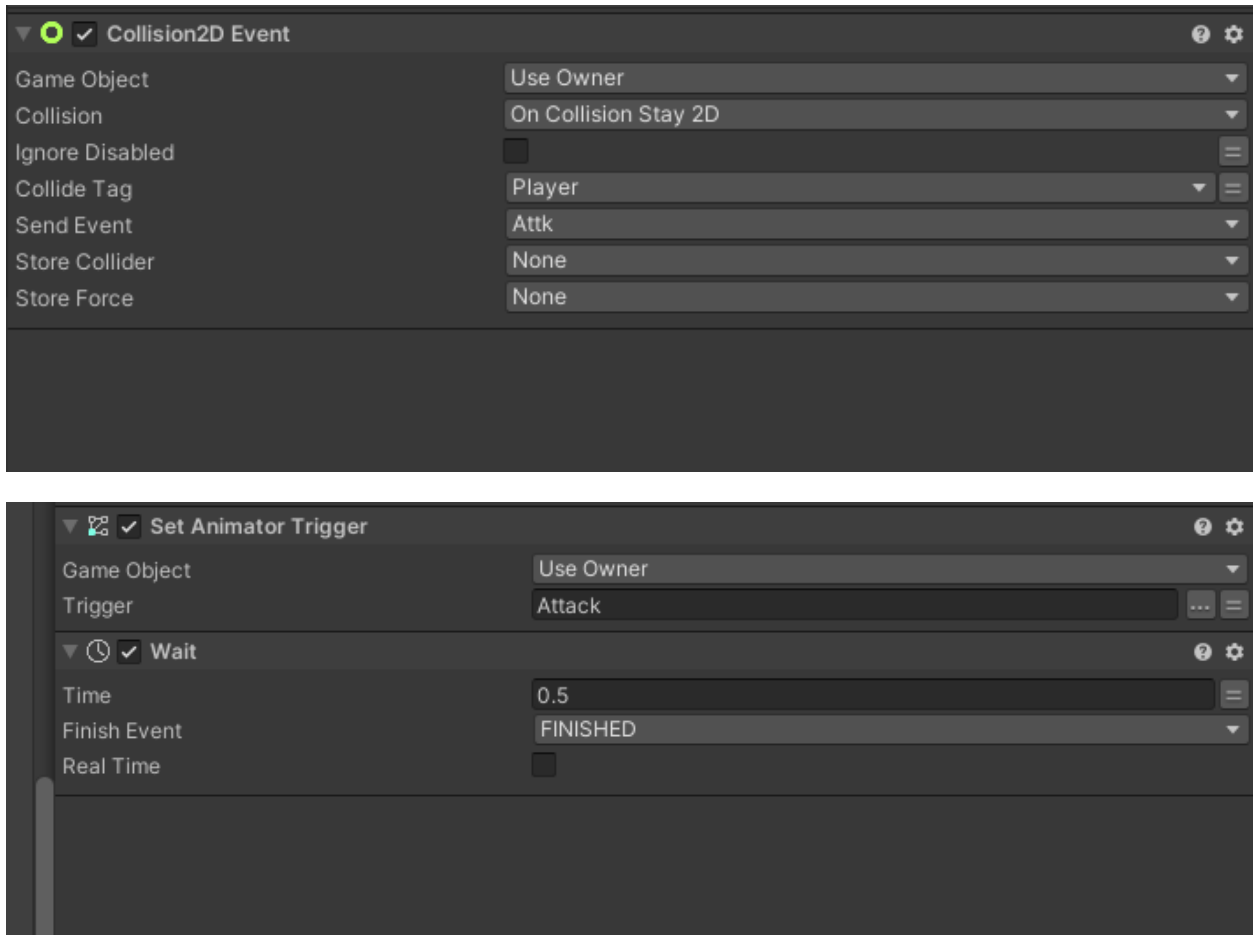 Collision2D Event
Game Object Use Owner
Collision On Collision Stay 2D
Ignore Disabled =
Collide Tag Player =
Send Event Attk
Store Collider None
Store Force None
Set Animator Trigger
Game Object Use Owner
Trigger Attack ... =
Wait
Time 0.5 =
Finish Event FINISHED
Real Time